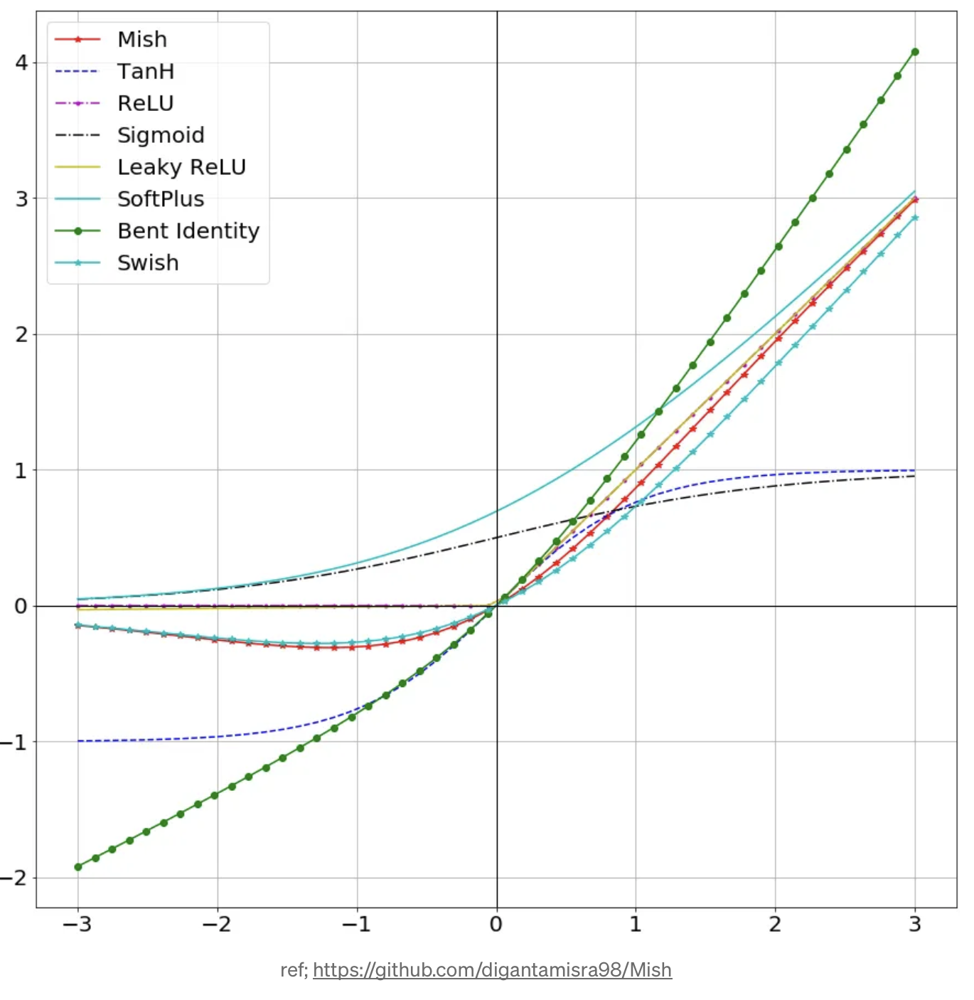 Mish
TanH
ReLU
Sigmoid
Leaky ReLU
SoftPlus
Bent Identity
Swish
4
3
2
1
0
−1
−2
−3 −2 −1 0 1 2 3
ref; https://github.com/digantamisra98/Mish